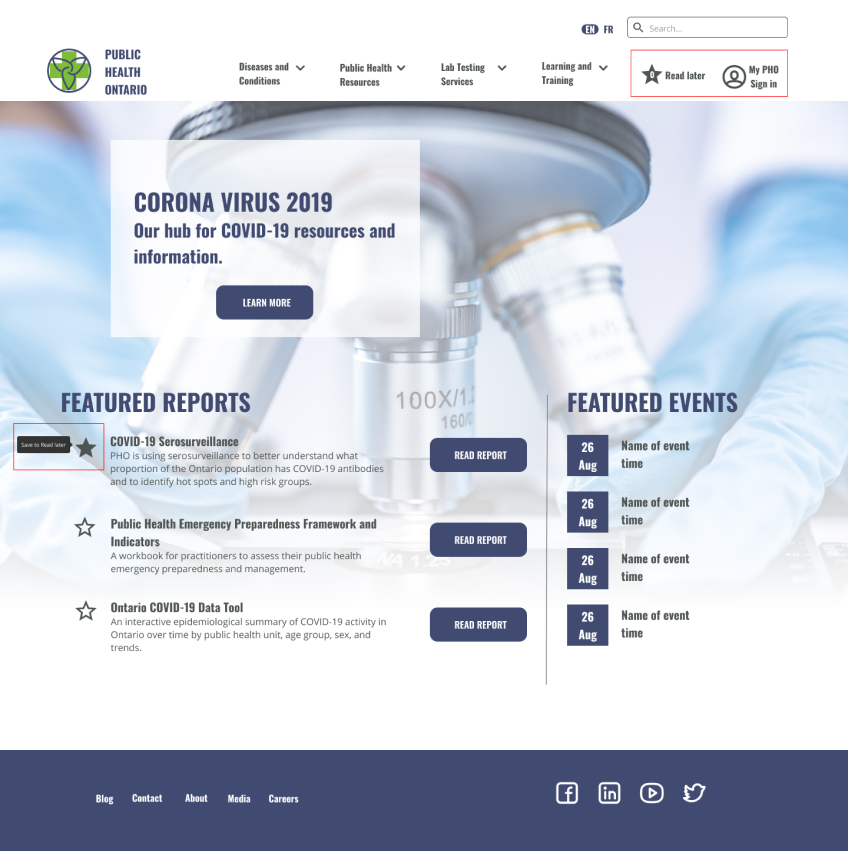 EN FR
Search...
PUBLIC
HEALTH
ONTARIO
Diseases and
Conditions
Public Health
Resources
Lab Testing
Services
Learning and
Training
0
Read later
My PHO
Sign in
CORONA VIRUS 2019
Our hub for COVID-19 resources and
information.
LEARN MORE
100X/1.2
160/0
NA 1.25
FEATURED REPORTS
Save to Read later
COVID-19 Serosurveillance
PHO is using serosurveillance to better understand what
proportion of the Ontario population has COVID-19 antibodies
and to identify hot spots and high risk groups.
READ REPORT
Public Health Emergency Preparedness Framework and
Indicators
A workbook for practitioners to assess their public health
emergency preparedness and management.
READ REPORT
Ontario COVID-19 Data Tool
An interactive epidemiological summary of COVID-19 activity in
Ontario over time by public health unit, age group, sex, and
trends.
READ REPORT
FEATURED EVENTS
26
Aug
Name of event
time
26
Aug
Name of event
time
26
Aug
Name of event
time
26
Aug
Name of event
time
Blog Contact About Media Careers